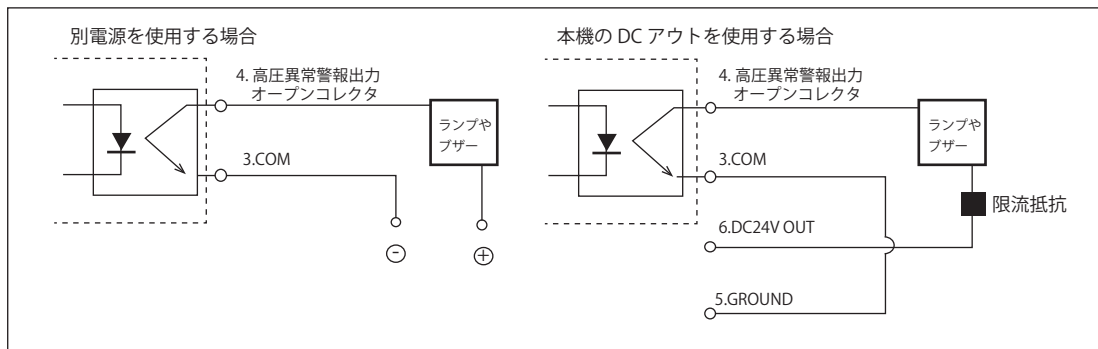 別電源を使用する場合
4. 高圧異常警報出力
オープンコレクタ
ランプや
ブザー
3.COM
-
+
本機の DC アウトを使用する場合
4. 高圧異常警報出力
オープンコレクタ
ランプや
ブザー
3.COM
限流抵抗
6.DC24V OUT
5.GROUND